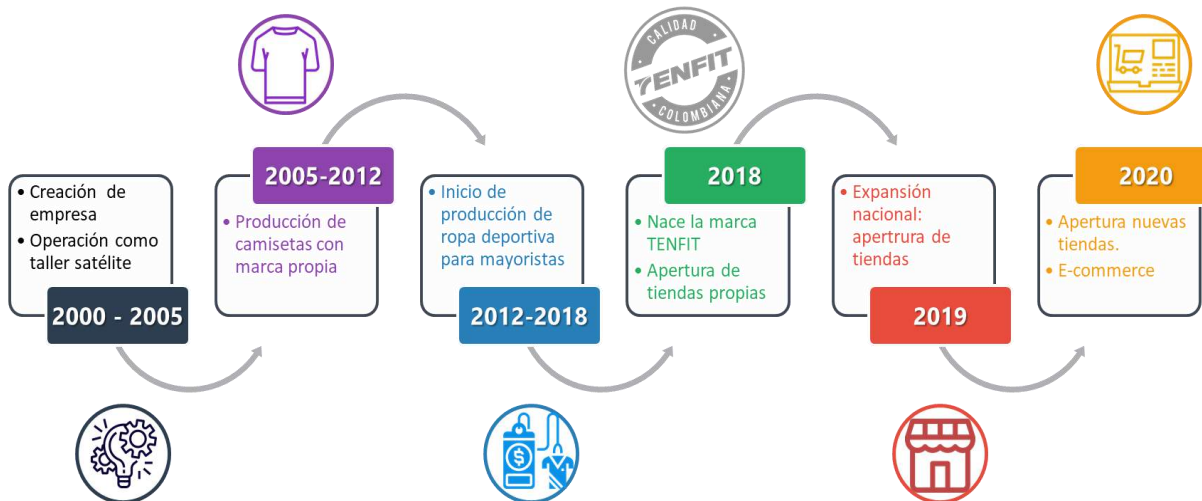 • Creación de
empresa
• Operación como
taller satélite
2000 - 2005
2005-2012
• Producción de
camisetas con
marca propia
• Inicio de
producción de
ropa deportiva
para mayoristas
2012-2018
CALIDAD
TENFIT
COLOMBIANA
2018
• Nace la marca
TENFIT
• Apertura de
tiendas propias
• Expansión
nacional:
apertrura de
tiendas
2019
2020
• Apertura nuevas
tiendas.
• E-commerce
$